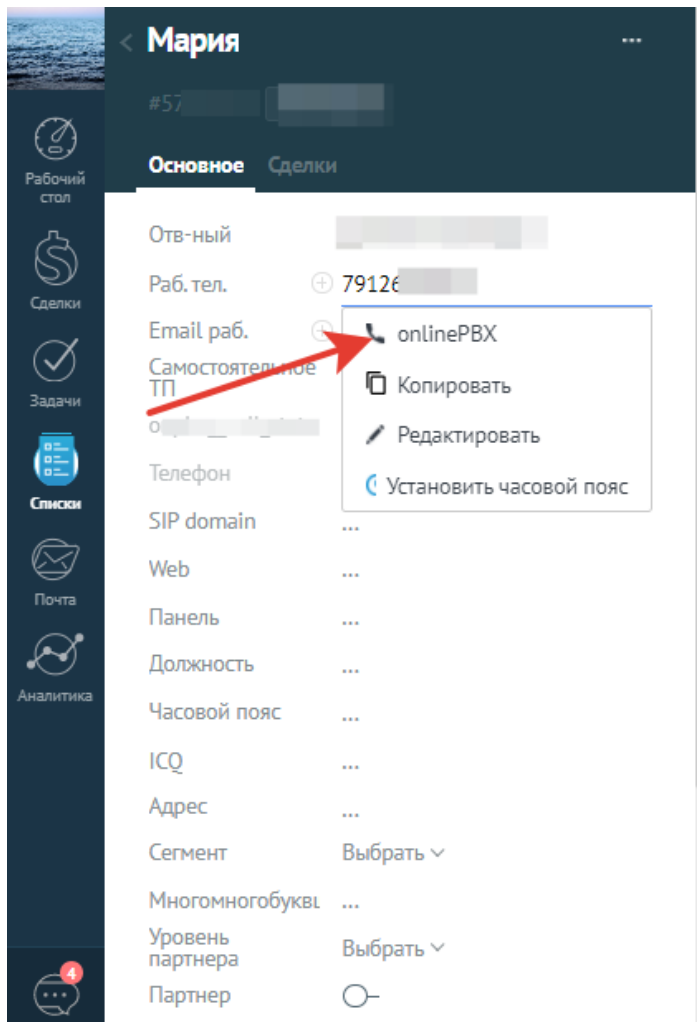 Мария
...
#57
Основное Сделки
Рабочий
стол
Сделки
Задачи
Списки
Почта
Аналитика
4
Отв-ный
Раб. тел. 79126
Email раб.
Самостоятельное
ТП
Телефон
onlinePBX
Копировать
Редактировать
Установить часовой пояс
SIP domain ...
Web ...
Панель ...
Должность ...
Часовой пояс ...
ICQ ...
Адрес ...
Сегмент Выбрать
Многомногобуквы ...
Уровень
партнера Выбрать
Партнер